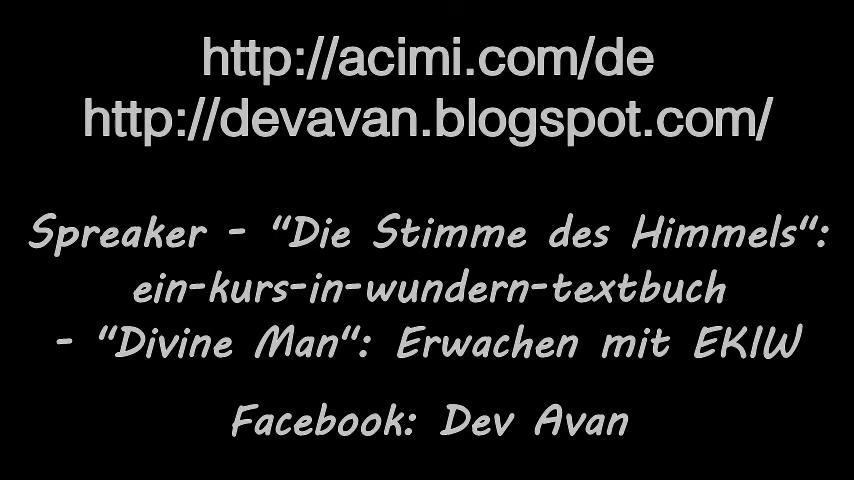 http://acimi.com/de
http://devavan.blogspot.com/
Spreaker - "Die Stimme des Himmels":
ein-kurs-in-wundern-textbuch
- "Divine Man": Erwachen mit EKIW
Facebook: Dev Avan